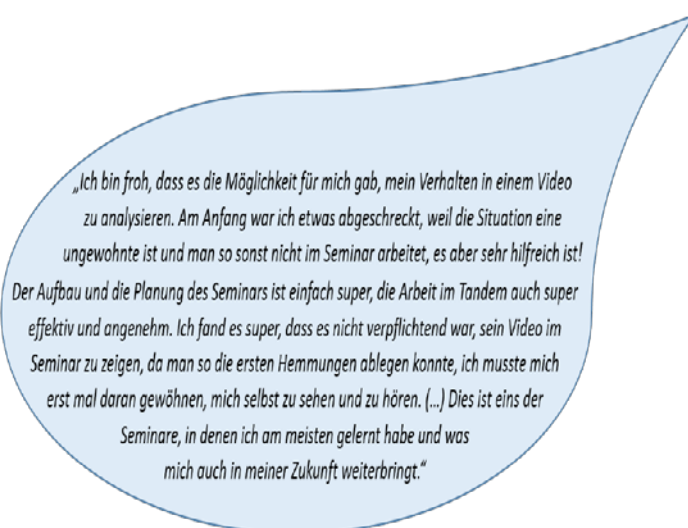 „Ich bin froh, dass es die Möglichkeit für mich gab, mein Verhalten in einem Video
zu analysieren. Am Anfang war ich etwas abgeschreckt, weil die Situation eine
ungewohnte ist und man so sonst nicht im Seminar arbeitet, es aber sehr hilfreich ist!
Der Aufbau und die Planung des Seminars ist einfach super, die Arbeit im Tandem auch super
effektiv und angenehm. Ich fand es super, dass es nicht verpflichtend war, sein Video im
Seminar zu zeigen, da man so die ersten Hemmungen ablegen konnte, ich musste mich
erst mal daran gewöhnen, mich selbst zu sehen und zu hören. (...) Dies ist eins der
Seminare, in denen ich am meisten gelernt habe und was
mich auch in meiner Zukunft weiterbringt.“